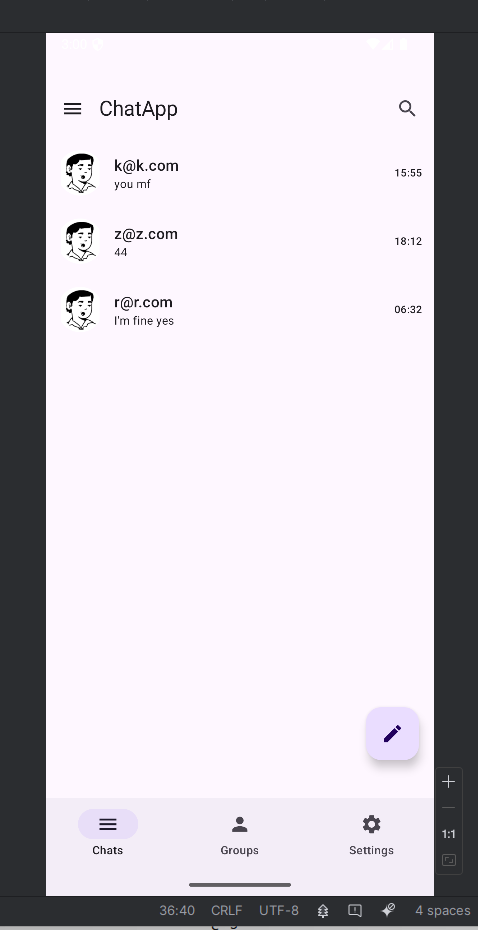 ChatApp
k@k.com
you mf
15:55
z@z.com
44
18:12
r@r.com
I'm fine yes
06:32
1:1
Chats
Groups
Settings
36:40 CRLF UTF-8 4 spaces